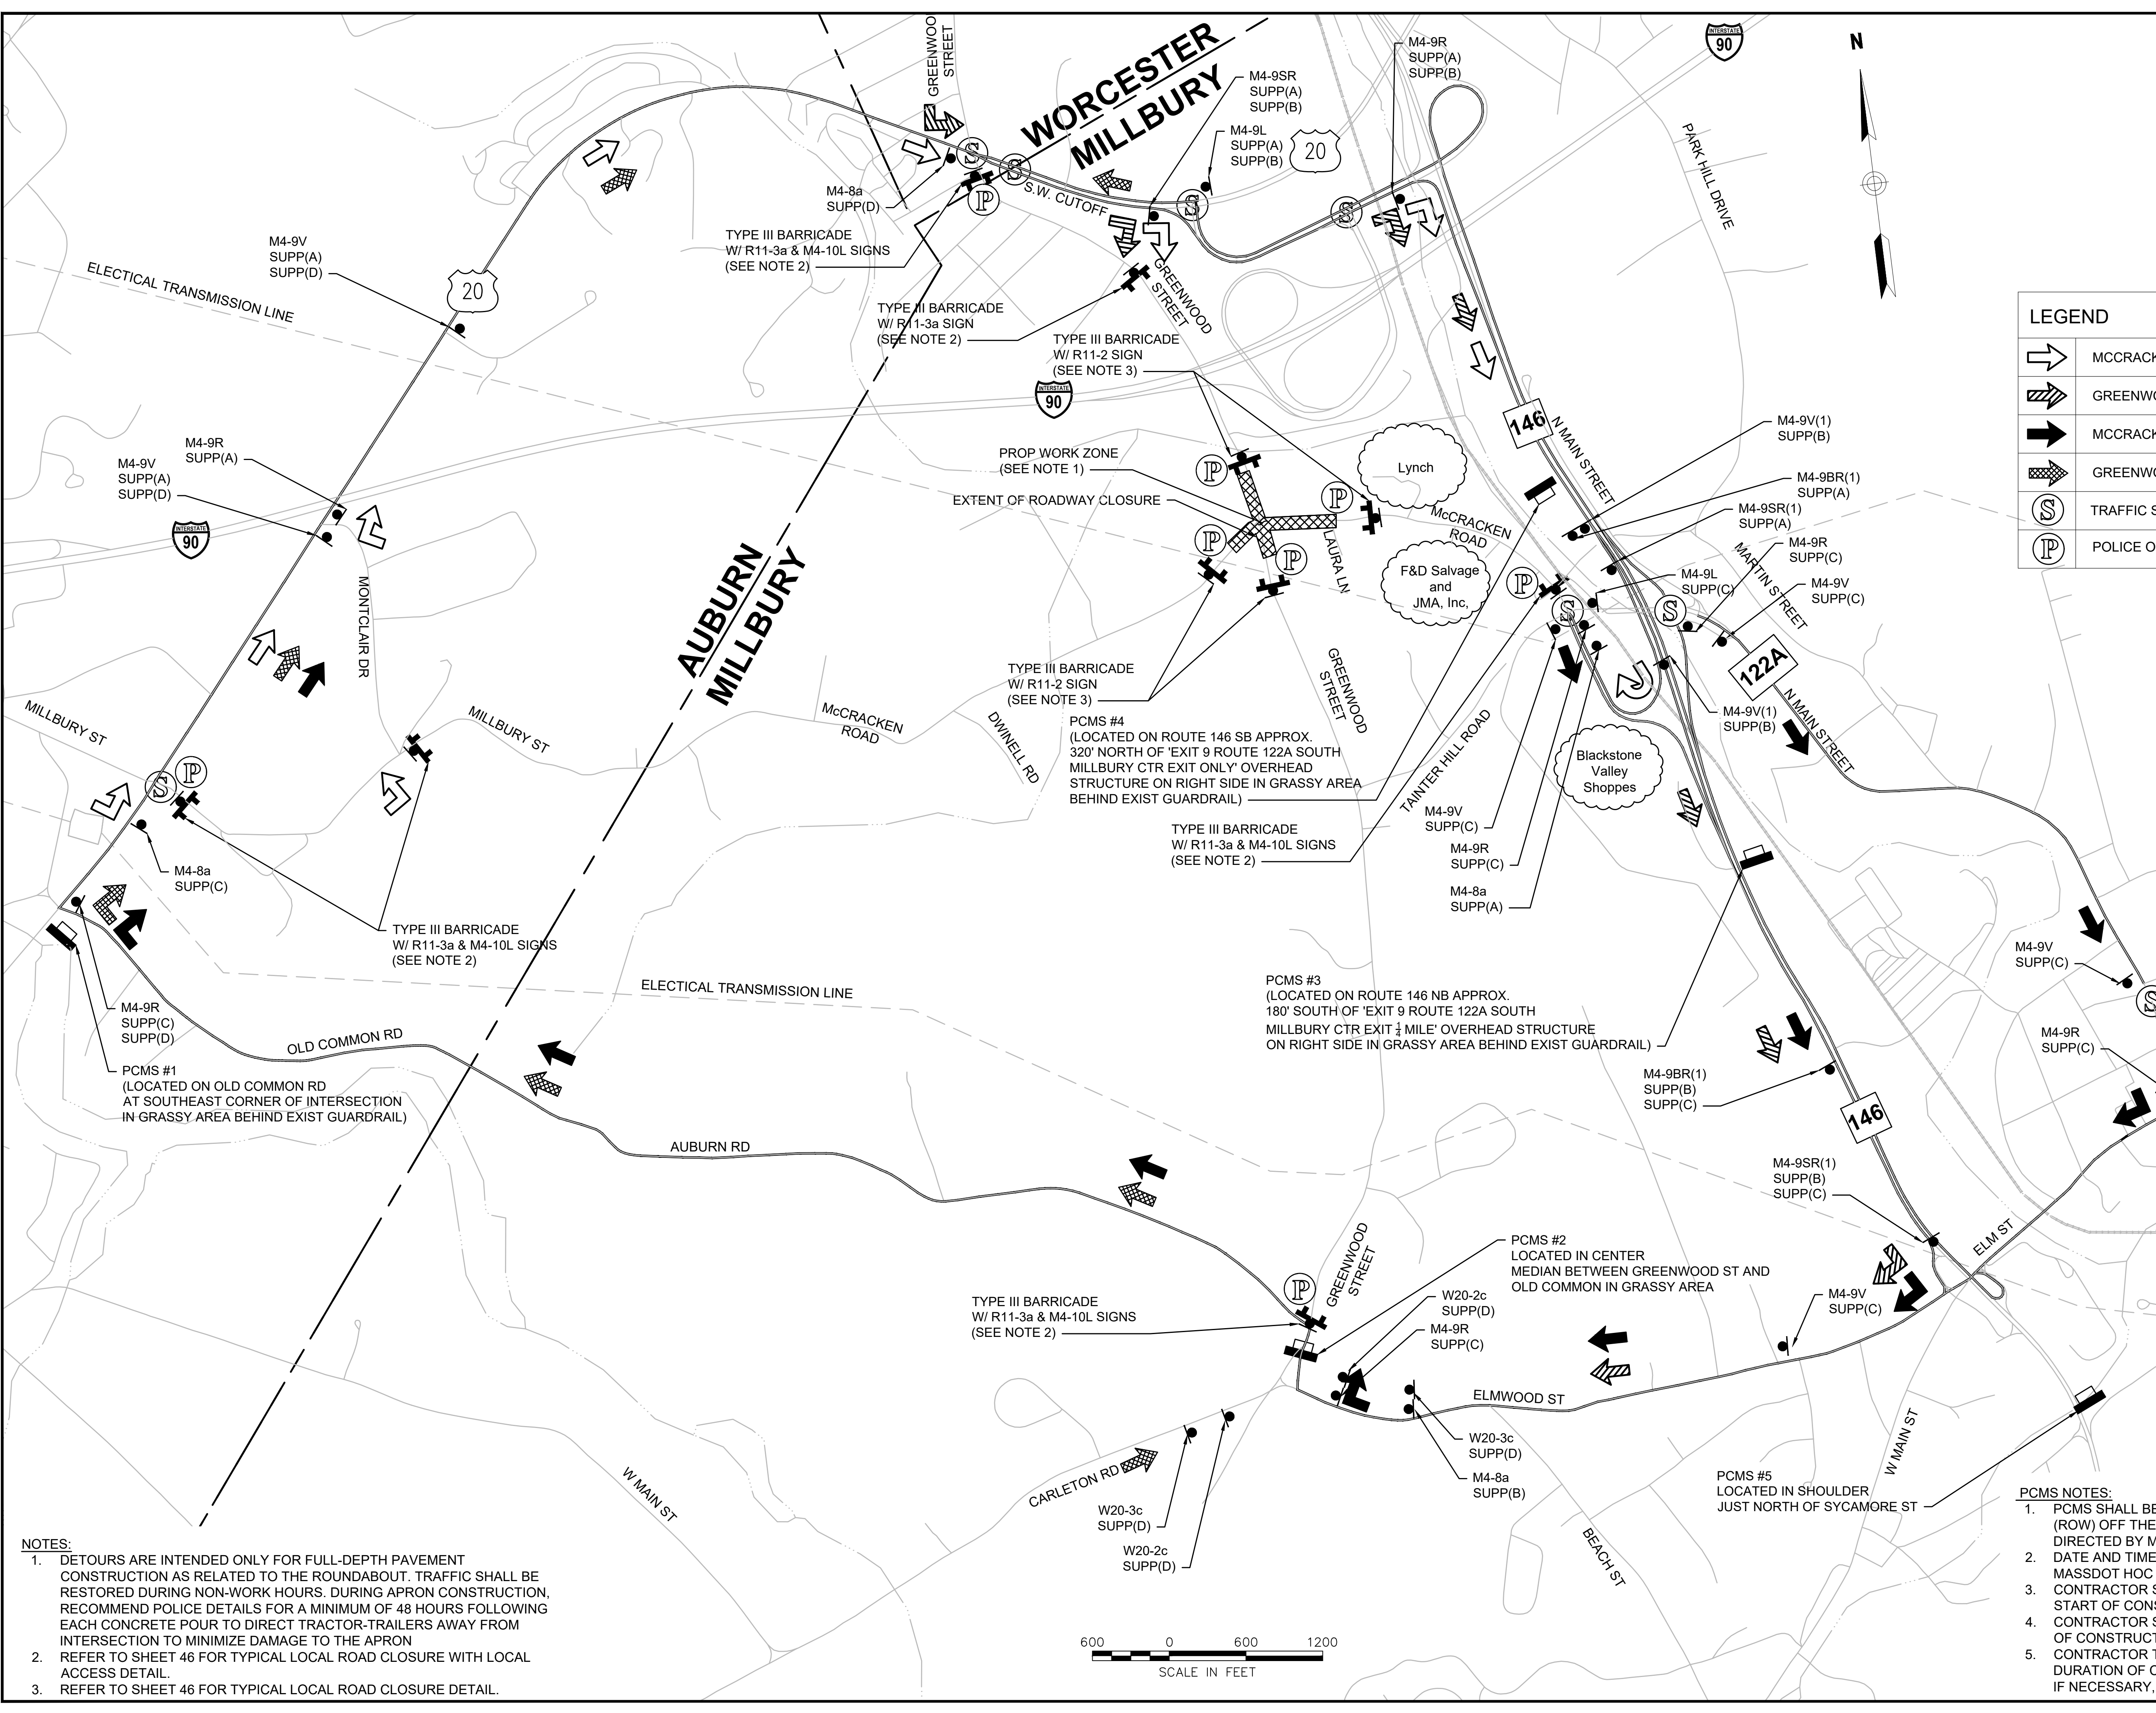 GREENWOOD
STREET
WORCESTER
MILLBURY
M4-9R
SUPP(A)
SUPP(B)
INTERSTATE
90
N
M4-9SR
SUPP(A)
SUPP(B)
M4-9L
SUPP(A)
SUPP(B)
20
PARK HILL DRIVE
S
S
P
S.W. CUTOFF
S
S
M4-8a
SUPP(D)
TYPE III BARRICADE
W/ R11-3a & M4-10L SIGNS
(SEE NOTE 2)
M4-9V
SUPP(A)
SUPP(D)
ELECTICAL TRANSMISSION LINE
20
GREENWOOD
STREET
TYPE III BARRICADE
W/ R11-3a SIGN
(SEE NOTE 2)
TYPE III BARRICADE
W/ R11-2 SIGN
(SEE NOTE 3)
INTERSTATE
90
LEGEND
MCCRACK
GREENWO
MCCRACK
GREENWO
S
TRAFFIC S
P
POLICE O
146
N MAIN STREET
M4-9V(1)
SUPP(B)
M4-9R
SUPP(A)
M4-9V
SUPP(A)
SUPP(D)
INTERSTATE
90
PROP WORK ZONE
(SEE NOTE 1)
EXTENT OF ROADWAY CLOSURE
P
P
P
P
Lynch
McCRACKEN
ROAD
LAURA LN
F&D Salvage
and
JMA, Inc,
M4-9BR(1)
SUPP(A)
M4-9SR(1)
SUPP(A)
M4-9R
SUPP(C)
MARTIN STREET
M4-9L
SUPP(C)
M4-9V
SUPP(C)
P
S
S
122A
N MAIN STREET
M4-9V(1)
SUPP(B)
AUBURN
MILLBURY
MONTCLAIR DR
MILLBURY ST
MILLBURY ST
McCRACKEN
ROAD
DWINELL RD
GREENWOOD
STREET
TYPE III BARRICADE
W/ R11-2 SIGN
(SEE NOTE 3)
PCMS #4
(LOCATED ON ROUTE 146 SB APPROX.
320' NORTH OF 'EXIT 9 ROUTE 122A SOUTH
MILLBURY CTR EXIT ONLY' OVERHEAD
STRUCTURE ON RIGHT SIDE IN GRASSY AREA
BEHIND EXIST GUARDRAIL)
TAINTER HILL ROAD
Blackstone
Valley
Shoppes
TYPE III BARRICADE
W/ R11-3a & M4-10L SIGNS
(SEE NOTE 2)
M4-9V
SUPP(C)
M4-9R
SUPP(C)
M4-8a
SUPP(A)
S
P
M4-8a
SUPP(C)
TYPE III BARRICADE
W/ R11-3a & M4-10L SIGNS
(SEE NOTE 2)
M4-9R
SUPP(C)
SUPP(D)
PCMS #1
(LOCATED ON OLD COMMON RD
AT SOUTHEAST CORNER OF INTERSECTION
IN GRASSY AREA BEHIND EXIST GUARDRAIL)
OLD COMMON RD
ELECTICAL TRANSMISSION LINE
AUBURN RD
PCMS #3
(LOCATED ON ROUTE 146 NB APPROX.
180' SOUTH OF 'EXIT 9 ROUTE 122A SOUTH
MILLBURY CTR EXIT ¼ MILE' OVERHEAD STRUCTURE
ON RIGHT SIDE IN GRASSY AREA BEHIND EXIST GUARDRAIL)
M4-9V
SUPP(C)
S
M4-9R
SUPP(C)
M4-9BR(1)
SUPP(B)
SUPP(C)
146
M4-9SR(1)
SUPP(B)
SUPP(C)
ELM ST
GREENWOOD
STREET
PCMS #2
LOCATED IN CENTER
MEDIAN BETWEEN GREENWOOD ST AND
OLD COMMON IN GRASSY AREA
P
TYPE III BARRICADE
W/ R11-3a & M4-10L SIGNS
(SEE NOTE 2)
W20-2c
SUPP(D)
M4-9R
SUPP(C)
M4-9V
SUPP(C)
ELMWOOD ST
W20-3c
SUPP(D)
M4-8a
SUPP(B)
W MAIN ST
BEACH ST
CARLETON RD
W20-3c
SUPP(D)
W20-2c
SUPP(D)
W MAIN ST
PCMS #5
LOCATED IN SHOULDER
JUST NORTH OF SYCAMORE ST
NOTES:
1. DETOURS ARE INTENDED ONLY FOR FULL-DEPTH PAVEMENT
CONSTRUCTION AS RELATED TO THE ROUNDABOUT. TRAFFIC SHALL BE
RESTORED DURING NON-WORK HOURS. DURING APRON CONSTRUCTION,
RECOMMEND POLICE DETAILS FOR A MINIMUM OF 48 HOURS FOLLOWING
EACH CONCRETE POUR TO DIRECT TRACTOR-TRAILERS AWAY FROM
INTERSECTION TO MINIMIZE DAMAGE TO THE APRON
2. REFER TO SHEET 46 FOR TYPICAL LOCAL ROAD CLOSURE WITH LOCAL
ACCESS DETAIL.
3. REFER TO SHEET 46 FOR TYPICAL LOCAL ROAD CLOSURE DETAIL.
600 0 600 1200
SCALE IN FEET
PCMS NOTES:
1. PCMS SHALL BE
(ROW) OFF THE
DIRECTED BY M
2. DATE AND TIME
MASSDOT HOC
3. CONTRACTOR S
START OF CONS
4. CONTRACTOR S
OF CONSTRUCT
5. CONTRACTOR T
DURATION OF C
IF NECESSARY,